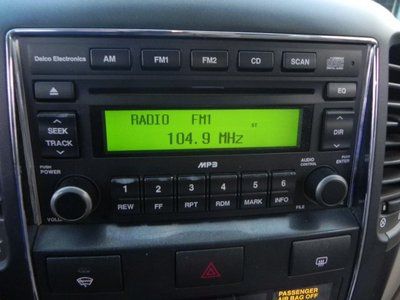 Delco Electronics AM FM1 FM2 CD SCAN
EQ
RADIO FM1
ST
104.9 MHz
SEEK
TRACK
DIR
MP3
PUSH
POWER
AUDIO
CONTROL
PUSH
ENTER
1 2 3 4 5 6
VOL
REW FF RPT RDM MARK INFO
FILE
PASSENGER
AIR BAG OFF